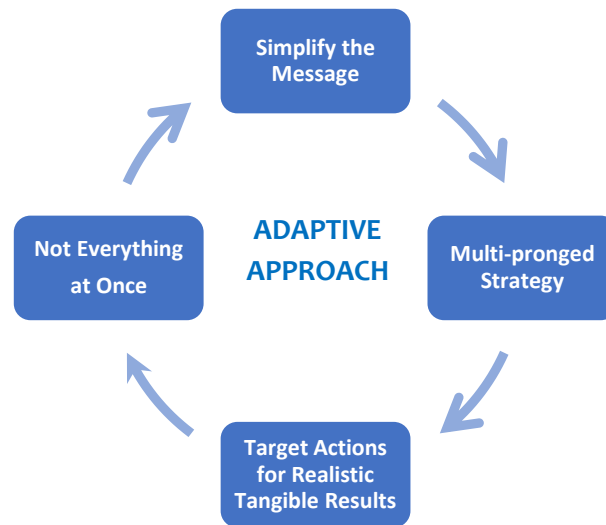 Simplify the
Message
Not Everything
at Once
ADAPTIVE
APPROACH
Multi-pronged
Strategy
Target Actions
for Realistic
Tangible Results